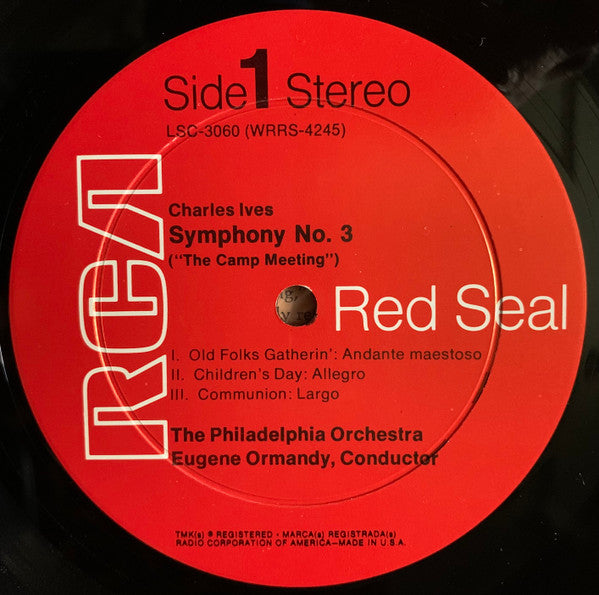 Side 1 Stereo
LSC-3060 (WRRS-4245)
RCA
Charles Ives
Symphony No. 3
("The Camp Meeting")
Red Seal
I. Old Folks Gatherin': Andante maestoso
II. Children's Day: Allegro
III. Communion: Largo
The Philadelphia Orchestra
Eugene Ormandy, Conductor
TMK(s) ® REGISTERED • MARCA(s) REGISTRADA(s)
RADIO CORPORATION OF AMERICA—MADE IN U.S.A.